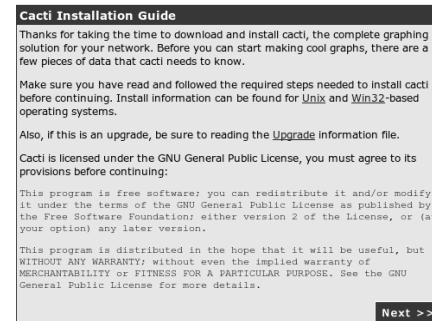 Cacti Installation Guide
Thanks for taking the time to download and install cacti, the complete graphing
solution for your network. Before you can start making cool graphs, there are a
few pieces of data that cacti needs to know.
Make sure you have read and followed the required steps needed to install cacti
before continuing. Install information can be found for Unix and Win32-based
operating systems.
Also, if this is an upgrade, be sure to reading the Upgrade information file.
Cacti is licensed under the GNU General Public License, you must agree to its
provisions before continuing:
This program is free software; you can redistribute it and/or modify
it under the terms of the GNU General Public License as published by
the Free Software Foundation; either version 2 of the License, or (a
your option) any later version.
This program is distributed in the hope that it will be useful, but
WITHOUT ANY WARRANTY; without even the implied warranty of
MERCHANTABILITY or FITNESS FOR A PARTICULAR PURPOSE. See the GNU
General Public License for more details.
Next >>